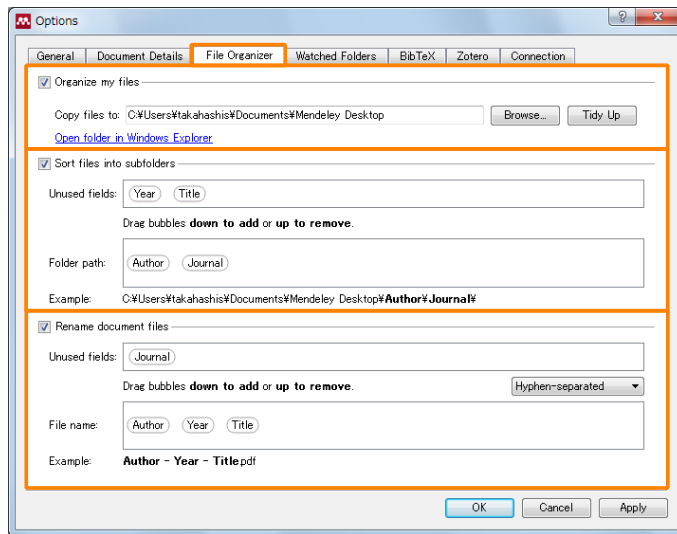 Options
General Document Details File Organizer Watched Folders BibTeX Zotero Connection
Organize my files
Copy files to: C:¥Users¥takahashis¥Documents¥Mendeley Desktop Browse... Tidy Up
Open folder in Windows Explorer
Sort files into subfolders
Unused fields: Year Title
Drag bubbles down to add or up to remove.
Folder path: Author Journal
Example: C:¥Users¥takahashis¥Documents¥Mendeley Desktop¥Author¥Journal¥
Rename document files
Unused fields: Journal
Drag bubbles down to add or up to remove. Hyphen-separated
File name: Author Year Title
Example: Author - Year - Title.pdf
OK Cancel Apply